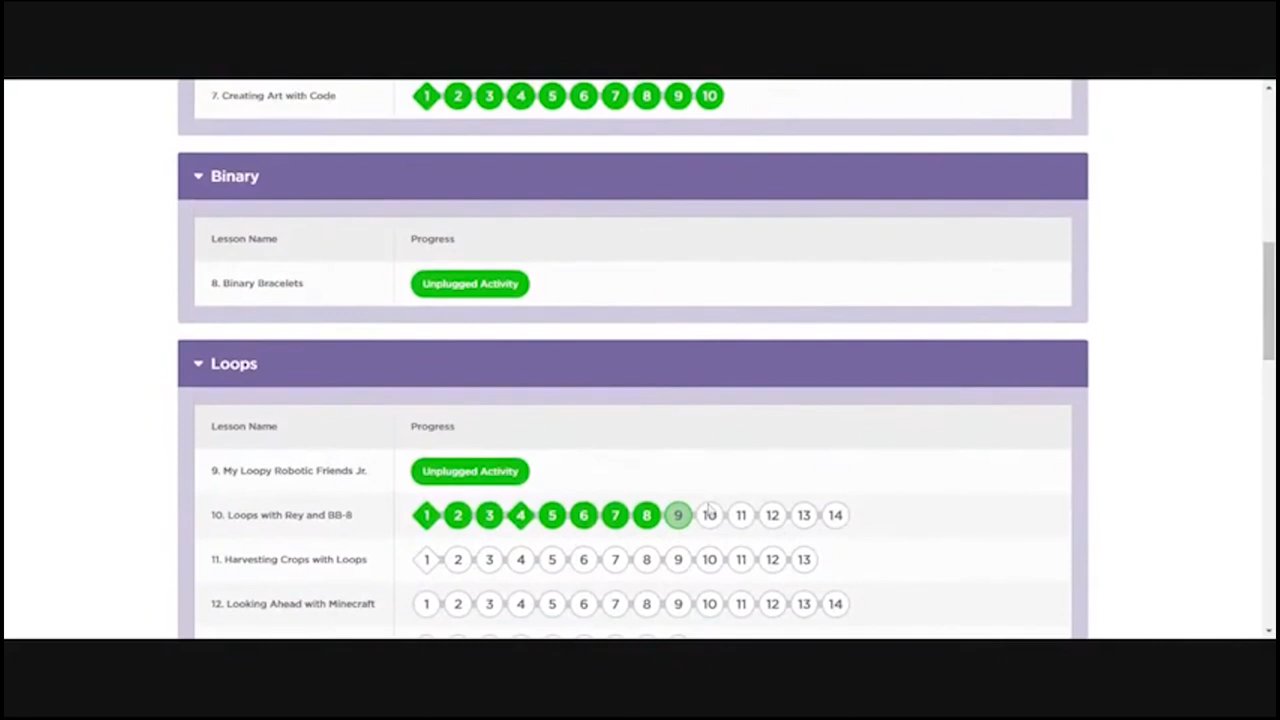 7. Creating Art with Code 1 2 3 4 5 6 7 8 9 10
Binary
Lesson Name Progress
8. Binary Bracelets Unplugged Activity
Loops
Lesson Name Progress
9. My Loopy Robotic Friends Jr. Unplugged Activity
10. Loops with Rey and BB-8 1 2 3 4 5 6 7 8 9 10 11 12 13 14
11. Harvesting Crops with Loops 1 2 3 4 5 6 7 8 9 10 11 12 13
12. Looking Ahead with Minecraft 1 2 3 4 5 6 7 8 9 10 11 12 13 14